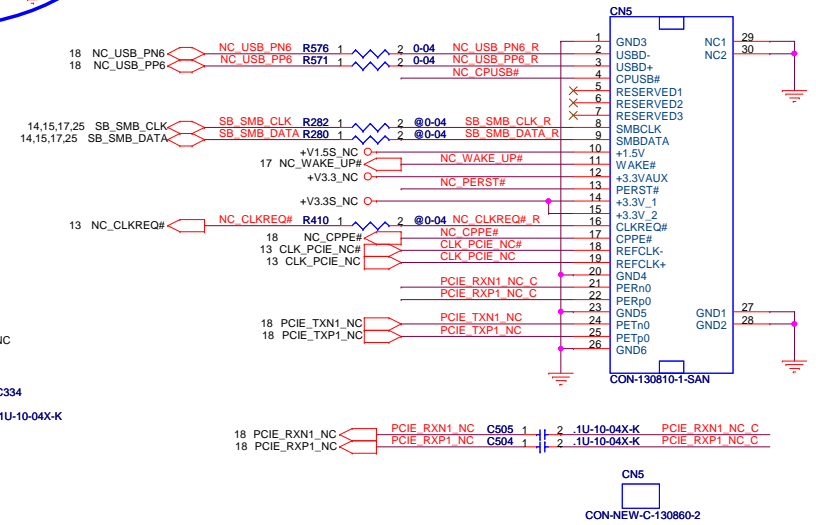 CN5
18 NC_USB_PN6 NC_USB_PN6 R576 1 2 0-04 NC_USB_PN6_R
18 NC_USB_PP6 NC_USB_PP6 R571 1 2 0-04 NC_USB_PP6_R
NC_CPUSB#
14,15,17,25 SB_SMB_CLK SB_SMB_CLK R282 1 2 @0-04 SB_SMB_CLK_R
14,15,17,25 SB_SMB_DATA SB_SMB_DATA R280 1 2 @0-04 SB_SMB_DATA_R
+V1.5S_NC
17 NC_WAKE_UP# NC_WAKE_UP#
+V3.3_NC
NC_PERST#
+V3.3S_NC
13 NC_CLKREQ# NC_CLKREQ# R410 1 2 @0-04 NC_CLKREQ#_R
18 NC_CPPE# NC_CPPE#
13 CLK_PCIE_NC# CLK_PCIE_NC#
13 CLK_PCIE_NC CLK_PCIE_NC
PCIE_RXN1_NC_C
PCIE_RXP1_NC_C
18 PCIE_TXN1_NC PCIE_TXN1_NC
18 PCIE_TXP1_NC PCIE_TXP1_NC
1 GND3
2 USBD-
3 USBD+
4 CPUSB#
5 RESERVED1
6 RESERVED2
7 RESERVED3
8 SMBCLK
9 SMBDATA
10 +1.5V
11 WAKE#
12 +3.3VAUX
13 PERST#
14 +3.3V_1
15 +3.3V_2
16 CLKREQ#
17 CPPE#
18 REFCLK-
19 REFCLK+
20 GND4
21 PERn0
22 PERp0
23 GND5
24 PETn0
25 PETp0
26 GND6
NC1 29
NC2 30
GND1 27
GND2 28
CON-130810-1-SAN
NC
C334
1U-10-04X-K
18 PCIE_RXN1_NC PCIE_RXN1_NC C505 1 2 .1U-10-04X-K PCIE_RXN1_NC_C
18 PCIE_RXP1_NC PCIE_RXP1_NC C504 1 2 .1U-10-04X-K PCIE_RXP1_NC_C
CN5
CON-NEW-C-130860-2